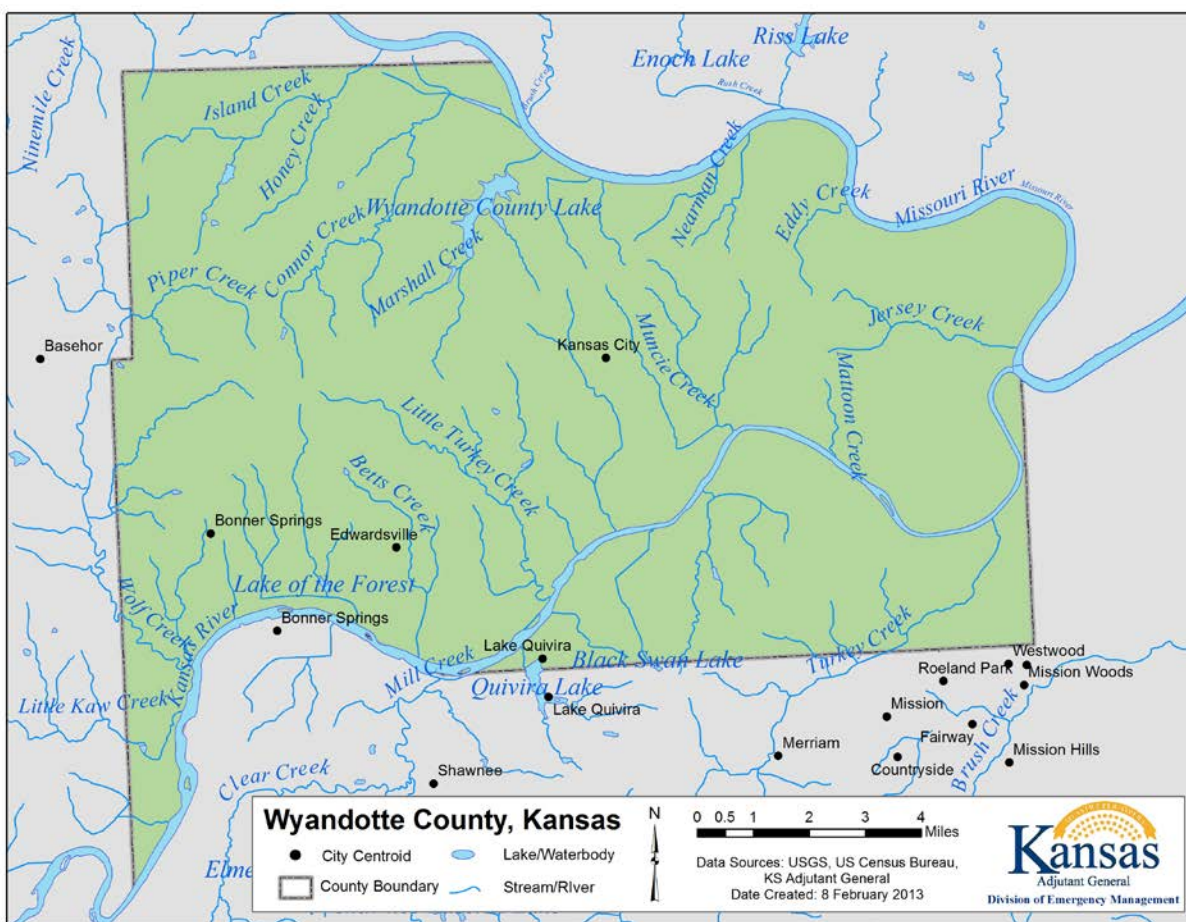 Riss Lake
Enoch Lake
Ninemile Creek
Island Creek
Brush Creek
Rush Creek
Honey Creek
Nearman Creek
Eddy Creek
Missouri River
Missouri River
Wyandotte County Lake
Connor Creek
Marshall Creek
Piper Creek
Jersey Creek
Basehor
Kansas City
Muncie Creek
Mattoon Creek
Little Turkey Creek
Betts Creek
Bonner Springs
Edwardsville
Lake of the Forest
Wolf Creek
Kansas River
Bonner Springs
Mill Creek
Lake Quivira
Black Swan Lake
Turkey Creek
Westwood
Roeland Park
Mission Woods
Quivira Lake
Lake Quivira
Little Kaw Creek
Mission
Fairway
Brush Creek
Merriam
Countryside
Mission Hills
Clear Creek
Shawnee
Wyandotte County, Kansas
City Centroid
Lake/Waterbody
County Boundary
Stream/RIver
N
0 0.5 1 2 3 4
Miles
Data Sources: USGS, US Census Bureau,
KS Adjutant General
Date Created: 8 February 2013
Kansas
Adjutant General
Division of Emergency Management